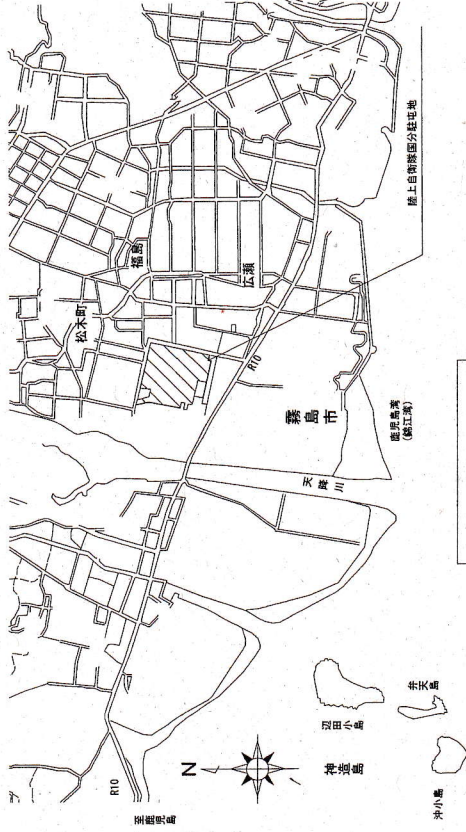 松木町
福島
広瀬
R10
霧島市
天降川
鹿児島湾
(錦江湾)
陸上自衛隊国分駐屯地
R10
至鹿児島
N
神造島
辺田小島
弁天島
沖小島